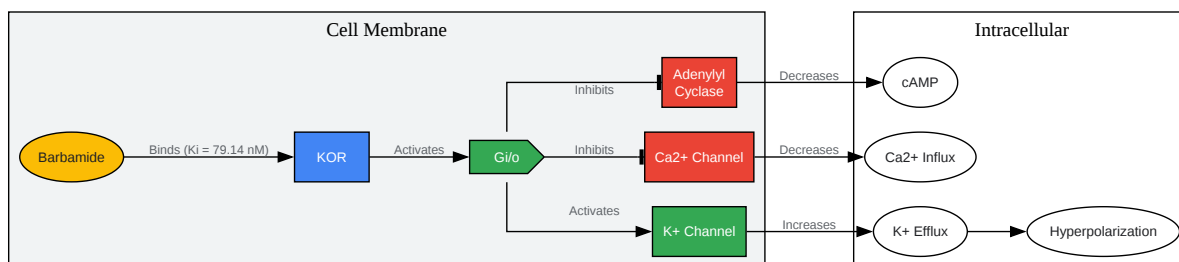 Cell Membrane
Intracellular
Adenylyl
Cyclase
Decreases
cAMP
Inhibits
Barbamide
Binds (Ki = 79.14 nM)
KOR
Activates
Gi/o
Inhibits
Ca2+ Channel
Decreases
Ca2+ Influx
Activates
K+ Channel
Increases
K+ Efflux
Hyperpolarization